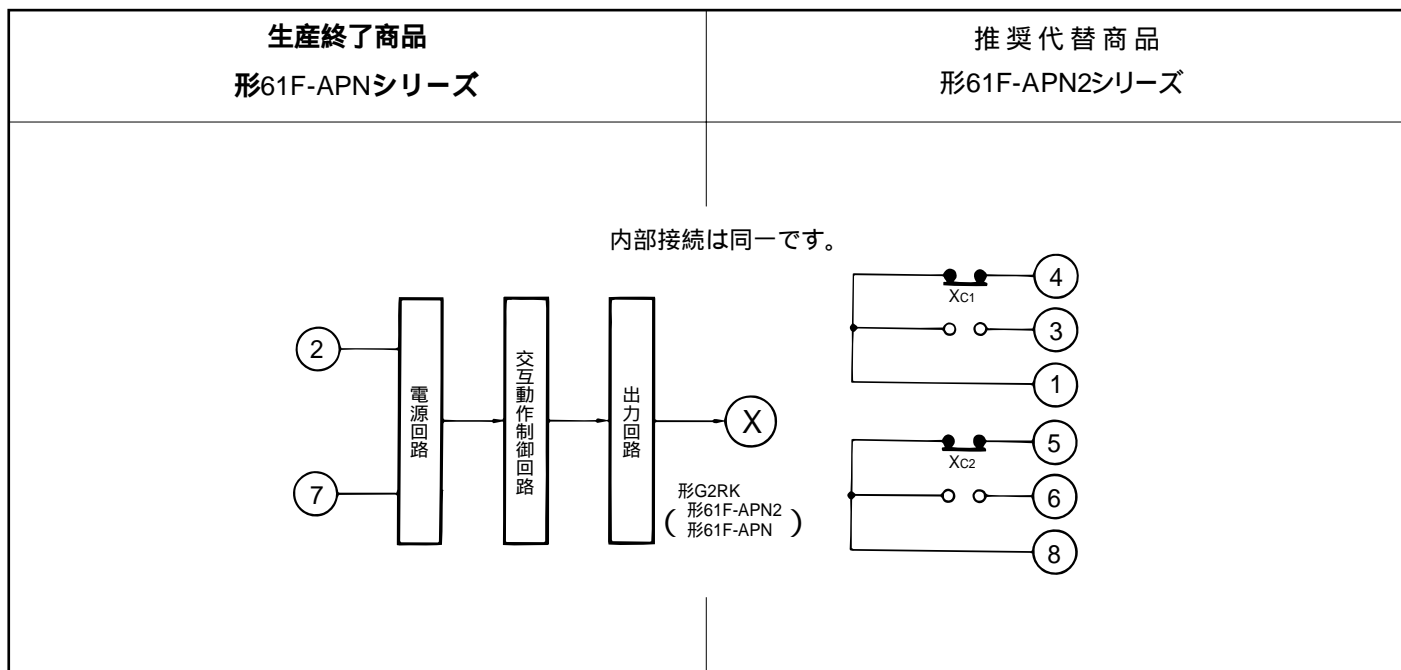 生産終了商品
形61F-APNシリーズ
推奨代替商品
形61F-APN2シリーズ
内部接続は同一です。
2
7
電源回路
交互動作制御回路
出力回路
X
形G2RK
(形61F-APN2
形61F-APN)
4
XC1
3
1
5
XC2
6
8